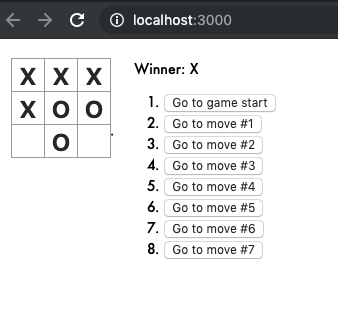 localhost:3000
X X X
X O O
O
Winner: X
1. Go to game start
2. Go to move #1
3. Go to move #2
4. Go to move #3
5. Go to move #4
6. Go to move #5
7. Go to move #6
8. Go to move #7